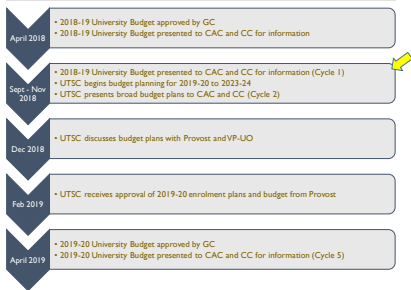 April 2018
• 2018-19 University Budget approved by GC
• 2018-19 University Budget presented to CAC and CC for information
Sept - Nov
2018
• 2018-19 University Budget presented to CAC and CC for information (Cycle 1)
• UTSC begins budget planning for 2019-20 to 2023-24
• UTSC presents broad budget plans to CAC and CC (Cycle 2)
Dec 2018
• UTSC discusses budget plans with Provost and VP-UO
Feb 2019
• UTSC receives approval of 2019-20 enrolment plans and budget from Provost
April 2019
• 2019-20 University Budget approved by GC
• 2019-20 University Budget presented to CAC and CC for information (Cycle 5)